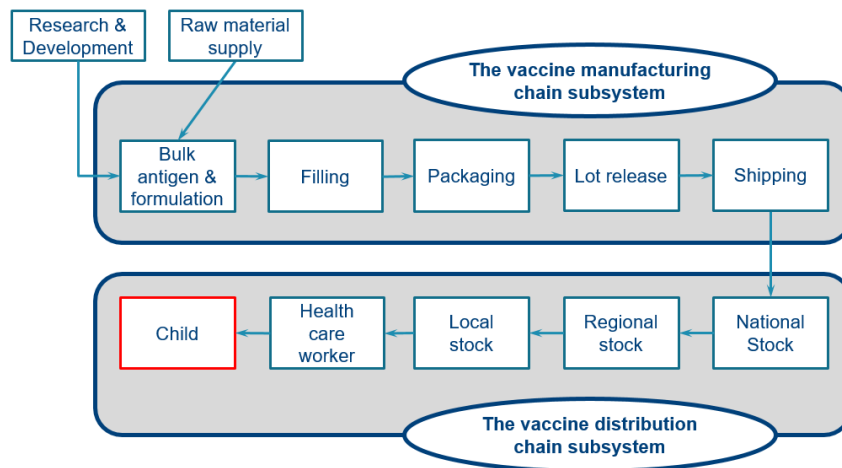 Research &
Development
Raw material
supply
The vaccine manufacturing
chain subsystem
Bulk
antigen &
formulation
Filling
Packaging
Lot release
Shipping
Child
Health
care
worker
Local
stock
Regional
stock
National
Stock
The vaccine distribution
chain subsystem